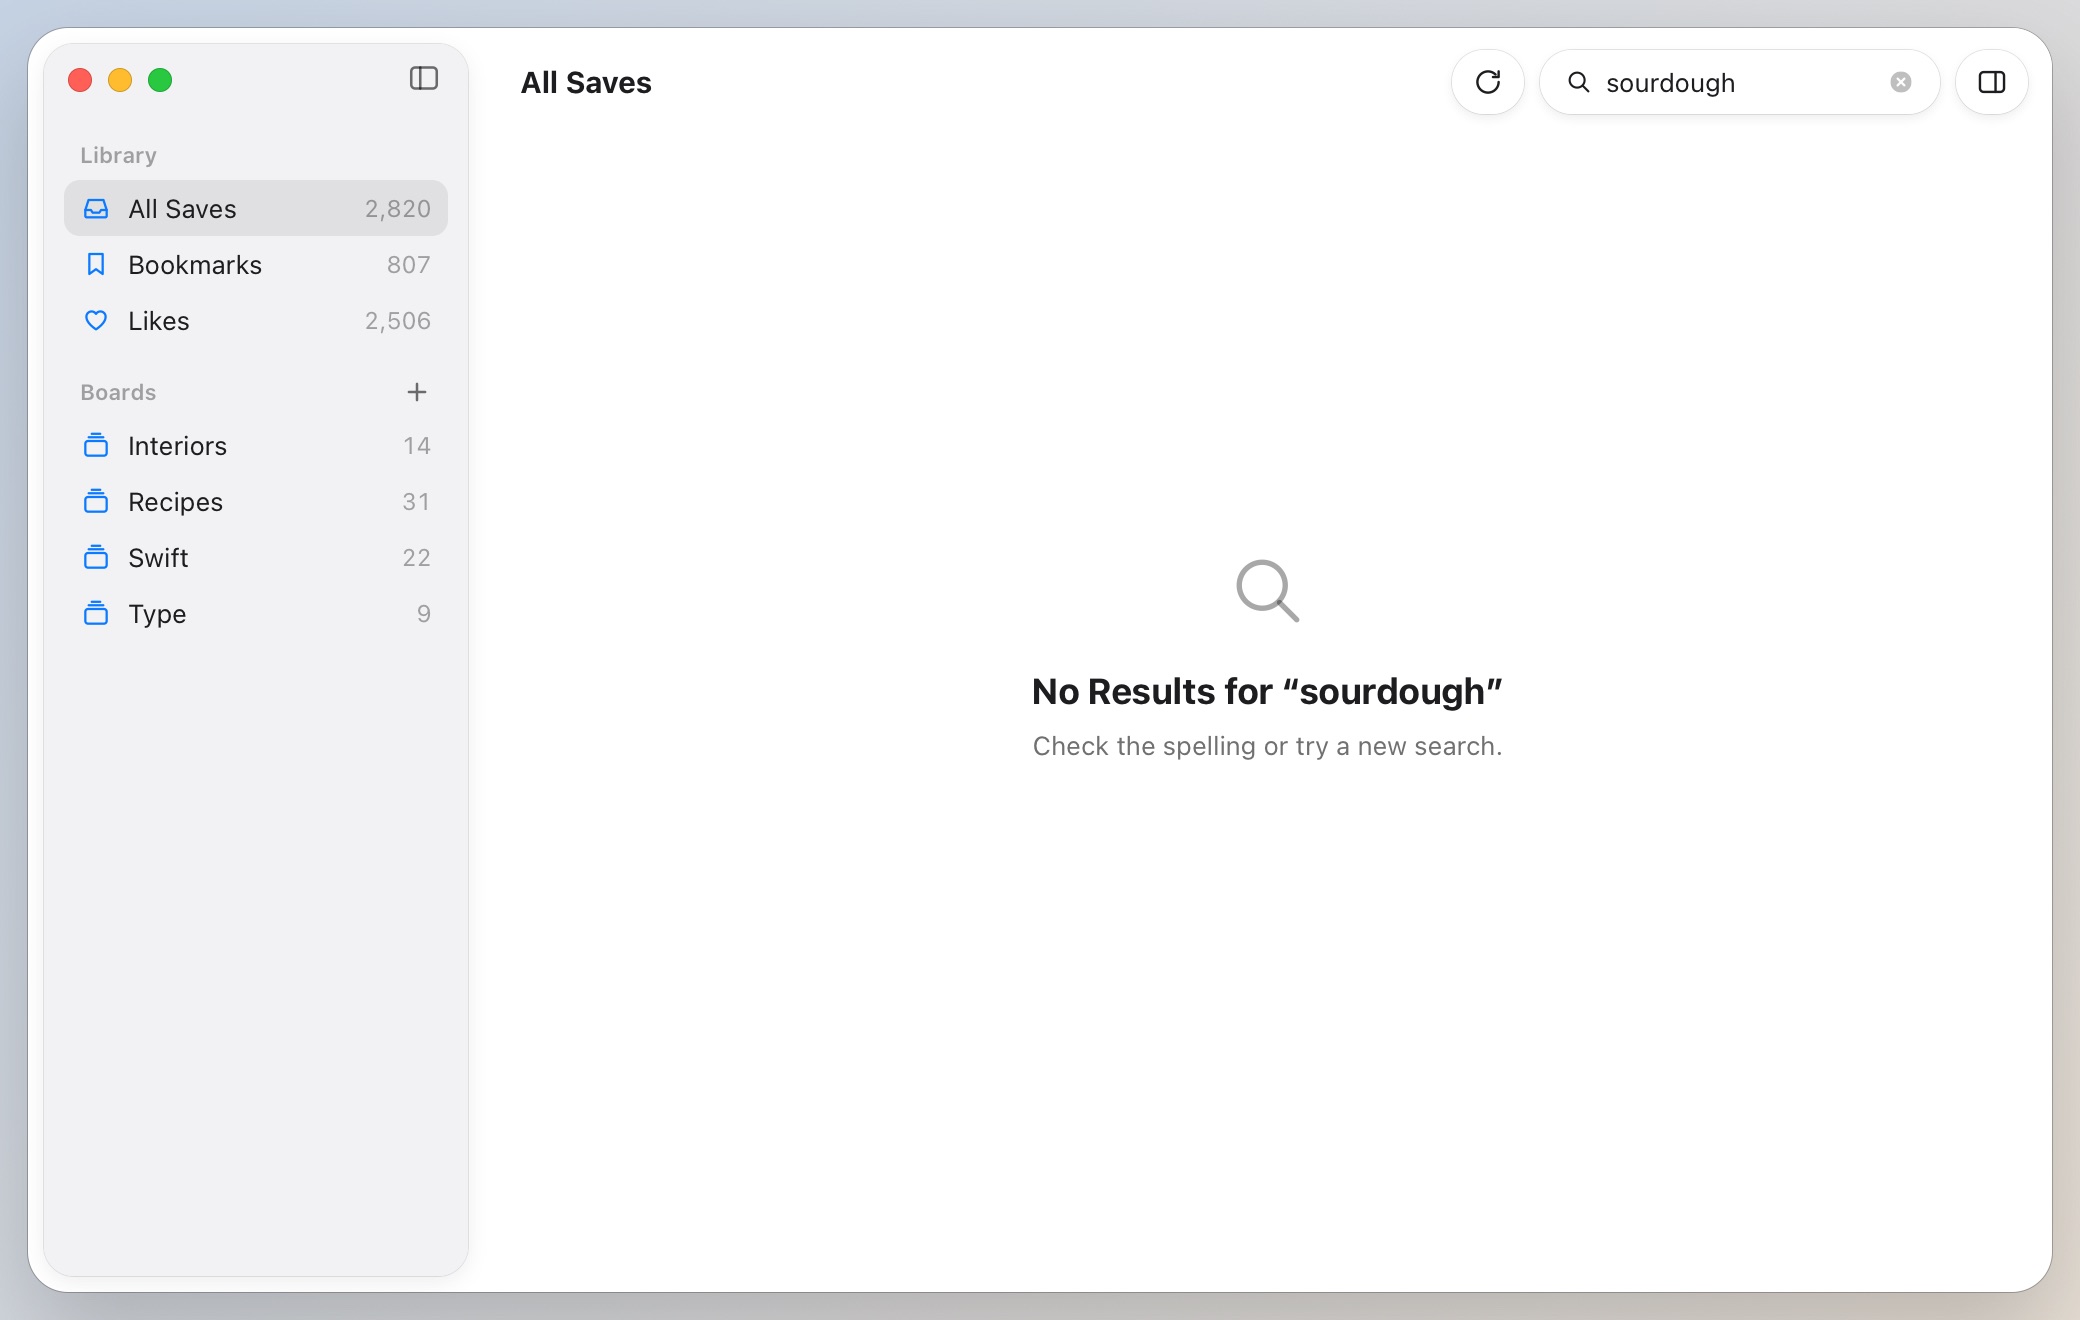 All Saves
sourdough
Library
All Saves 2,820
Bookmarks 807
Likes 2,506
Boards
Interiors 14
Recipes 31
Swift 22
Type 9
No Results for “sourdough”
Check the spelling or try a new search.